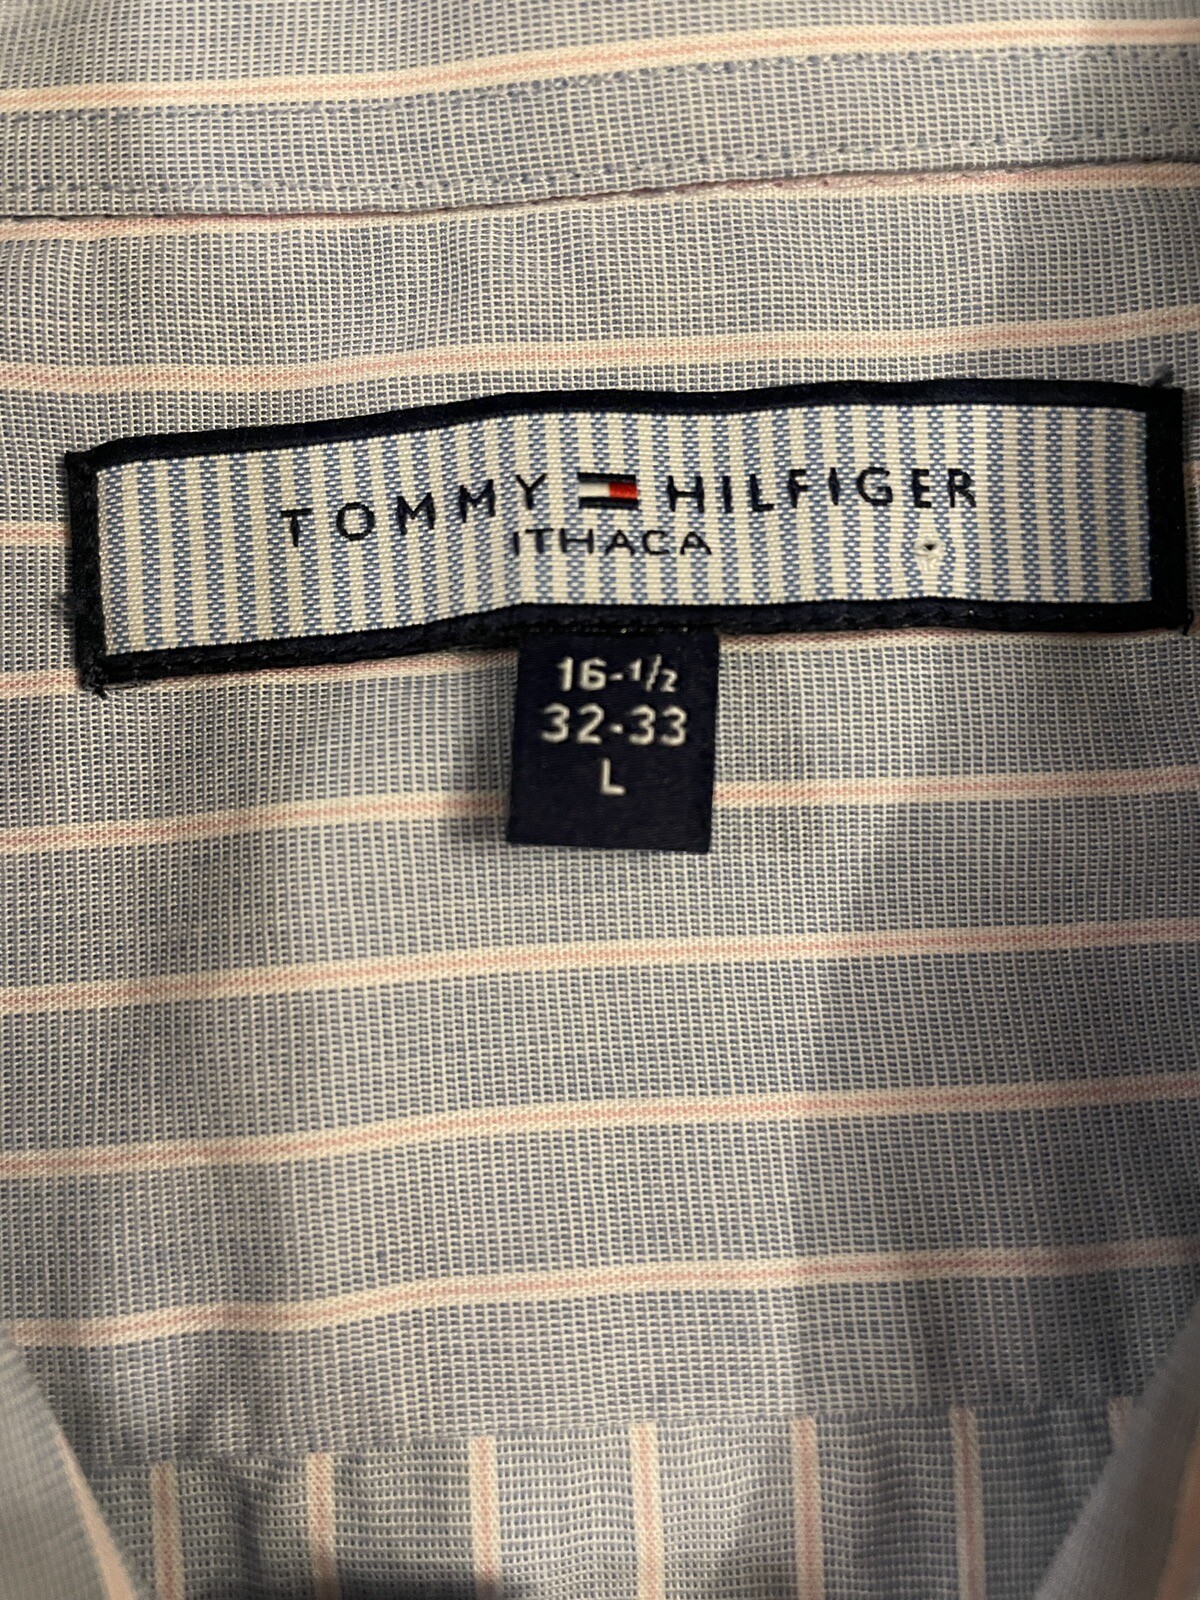 TOMMY HILFIGER
ITHACA
16-1/2
32-33
L